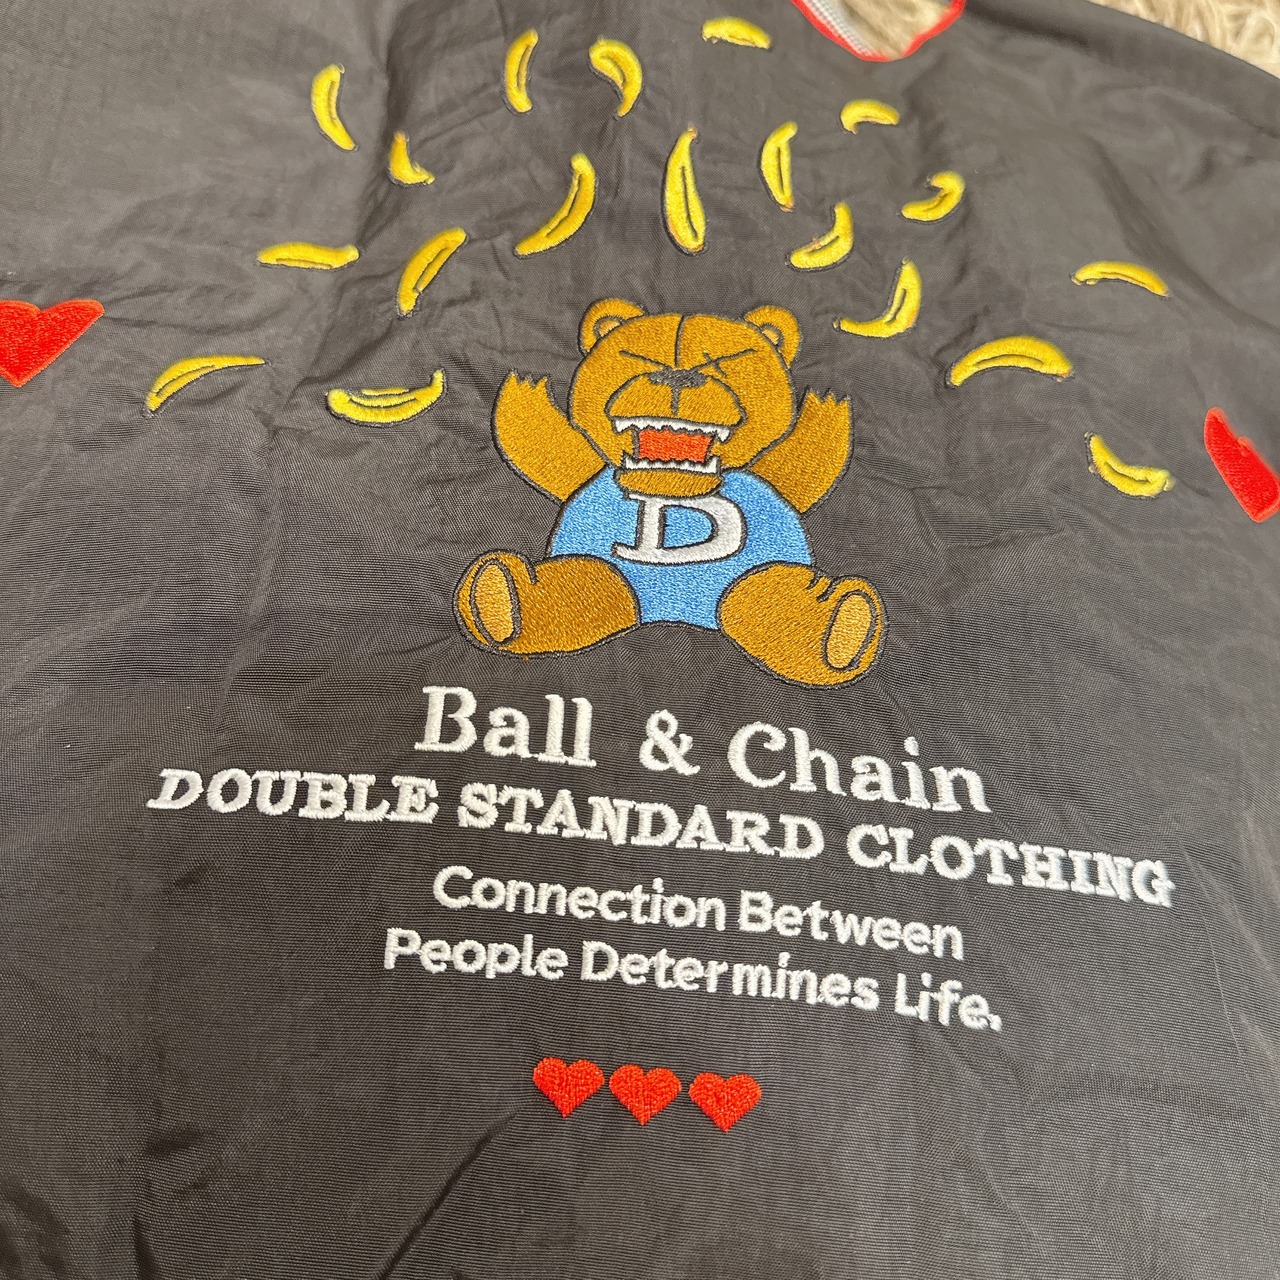 D
Ball & Chain
DOUBLE STANDARD CLOTHING
Connection Between
People Determines Life.